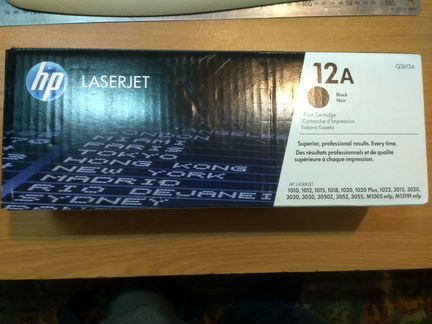 hp LASERJET
12A
Q2612A
Black
Noir
Print Cartridge
Cartouche d'impression
Tisková Kazeta
Superior, professional results. Every time.
Des résultats professionnels et de qualité
supérieure à chaque impression.
HONG KONG
NEW YORK
MADRID
RIO DE JANEI
SYDNEY
HP LASERJET
1010, 1012, 1015, 1018, 1020, 1020 Plus, 1022, 3015, 3020,
3030, 3050, 3050Z, 3052, 3055, M1005 mfp, M1319f mfp